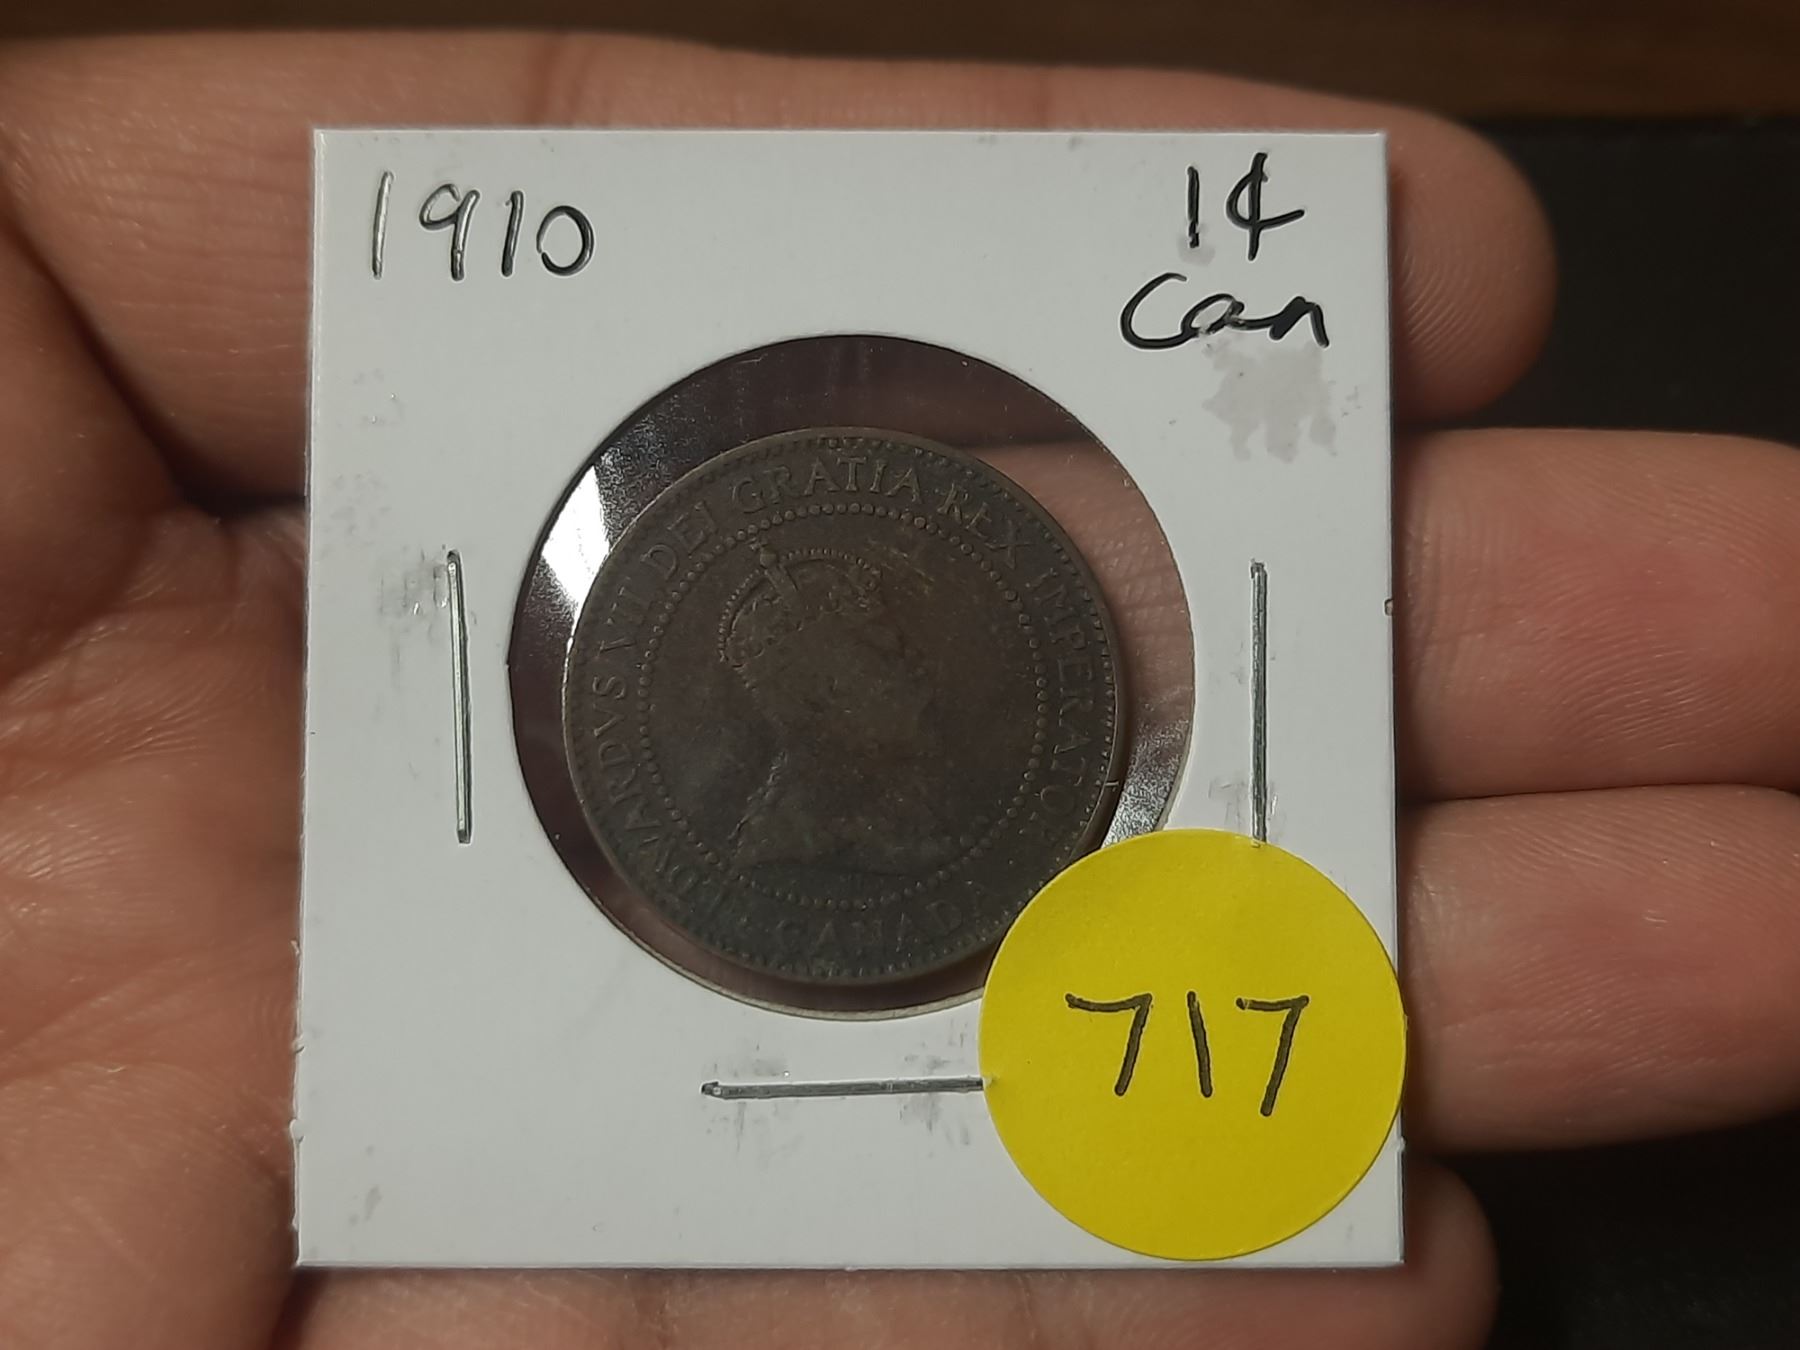 1910
1¢
Can
EDWARDVS VII DEI GRATIA REX IMPERATOR
CANADA
717